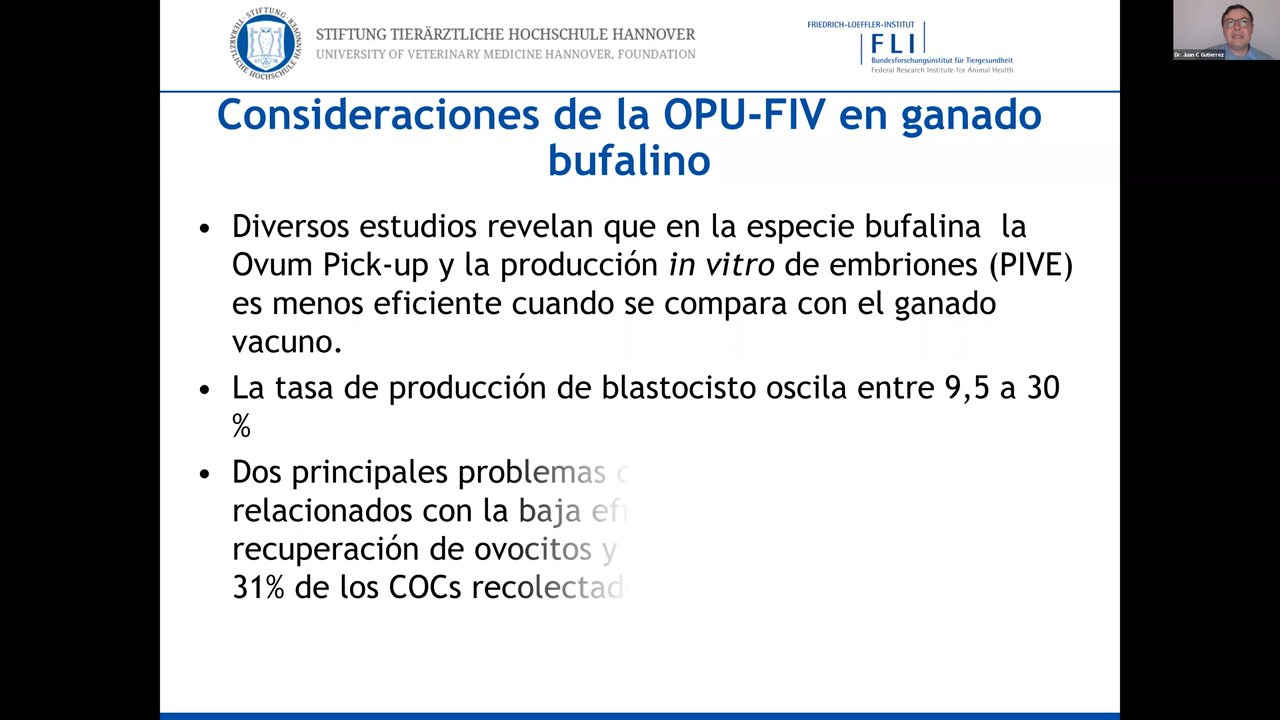 STIFTUNG TIERÄRZTLICHE HOCHSCHULE HANNOVER
UNIVERSITY OF VETERINARY MEDICINE HANNOVER, FOUNDATION
FRIEDRICH-LOEFFLER-INSTITUT
FLI
Bundesforschungsinstitut für Tiergesundheit
Federal Research Institute for Animal Health
Dr. Juan C Gutierrez
Consideraciones de la OPU-FIV en ganado
bufalino
• Diversos estudios revelan que en la especie bufalina la
Ovum Pick-up y la producción in vitro de embriones (PIVE)
es menos eficiente cuando se compara con el ganado
vacuno.
• La tasa de producción de blastocisto oscila entre 9,5 a 30
%
• Dos principales problemas
relacionados con la baja
recuperación de ovocitos y
31% de los COCs